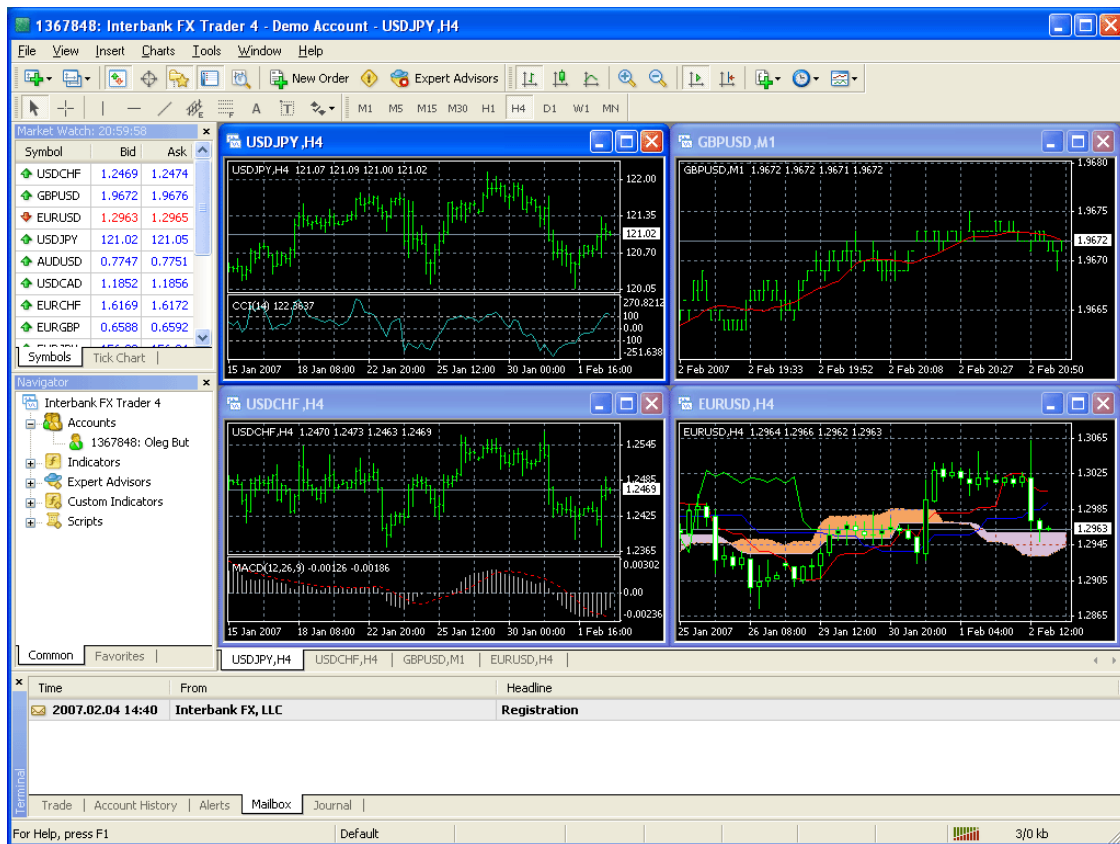 1367848: Interbank FX Trader 4 - Demo Account - USDJPY,H4
File View Insert Charts Tools Window Help
New Order Expert Advisors
A T M1 M5 M15 M30 H1 H4 D1 W1 MN
Market Watch: 20:59:58
Symbol Bid Ask
USDCHF 1.2469 1.2474
GBPUSD 1.9672 1.9676
EURUSD 1.2963 1.2965
USDJPY 121.02 121.05
AUDUSD 0.7747 0.7751
USDCAD 1.1852 1.1856
EURCHF 1.6169 1.6172
EURGBP 0.6588 0.6592
Symbols Tick Chart
Navigator
Interbank FX Trader 4
Accounts
1367848: Oleg But
Indicators
Expert Advisors
Custom Indicators
Scripts
Common Favorites
USDJPY,H4
USDJPY,H4 121.07 121.09 121.00 121.02
122.00
121.35
121.02
120.70
120.05
CCI(14) 122.3637
270.8212
100
0.00
-100
-251.638
15 Jan 2007 18 Jan 08:00 22 Jan 20:00 25 Jan 12:00 30 Jan 00:00 1 Feb 16:00
GBPUSD,M1
GBPUSD,M1 1.9672 1.9672 1.9671 1.9672
1.9680
1.9675
1.9672
1.9670
1.9665
2 Feb 2007 2 Feb 19:33 2 Feb 19:52 2 Feb 20:08 2 Feb 20:27 2 Feb 20:50
USDCHF,H4
USDCHF,H4 1.2470 1.2473 1.2463 1.2469
1.2545
1.2485
1.2469
1.2425
1.2365
MACD(12,26,9) -0.00126 -0.00186
0.00302
0.00
-0.00236
15 Jan 2007 18 Jan 08:00 22 Jan 20:00 25 Jan 12:00 30 Jan 00:00 1 Feb 16:00
EURUSD,H4
EURUSD,H4 1.2964 1.2966 1.2962 1.2963
1.3065
1.3025
1.2985
1.2963
1.2945
1.2905
1.2865
25 Jan 2007 26 Jan 08:00 29 Jan 12:00 30 Jan 20:00 1 Feb 04:00 2 Feb 12:00
USDJPY,H4 USDCHF,H4 GBPUSD,M1 EURUSD,H4
Time From Headline
2007.02.04 14:40 Interbank FX, LLC Registration
Terminal
Trade Account History Alerts Mailbox Journal
For Help, press F1 Default 3/0 kb